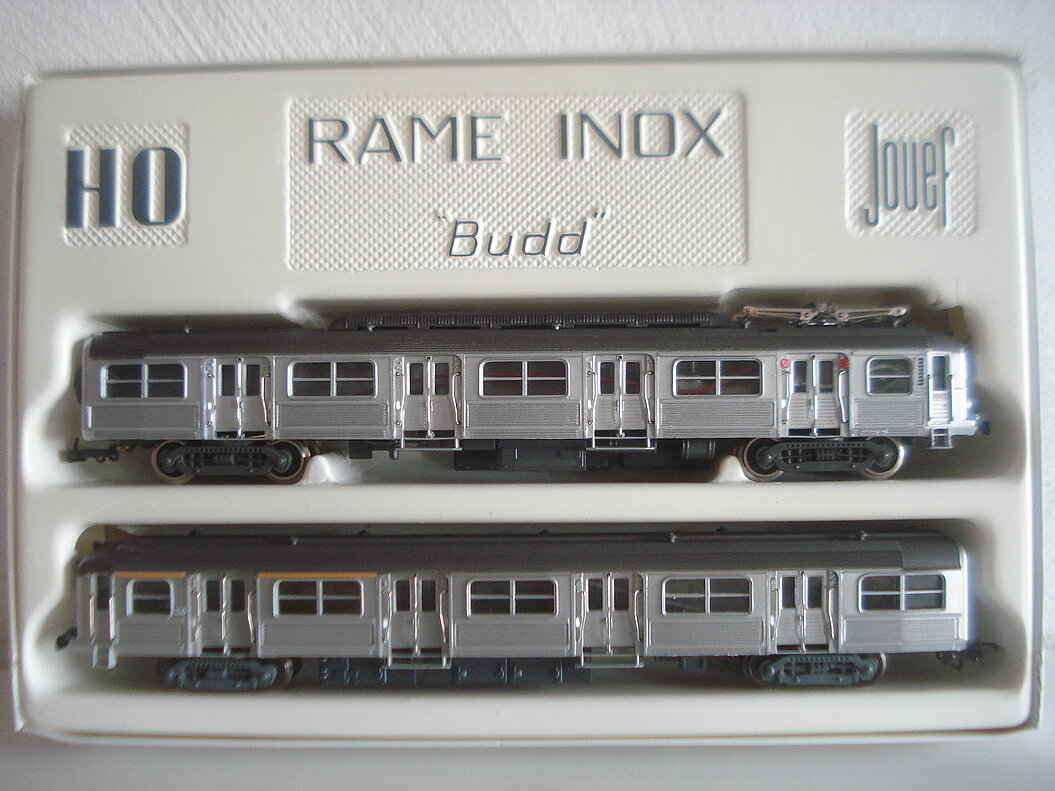 HO
RAME INOX
"Budd"
Jouef